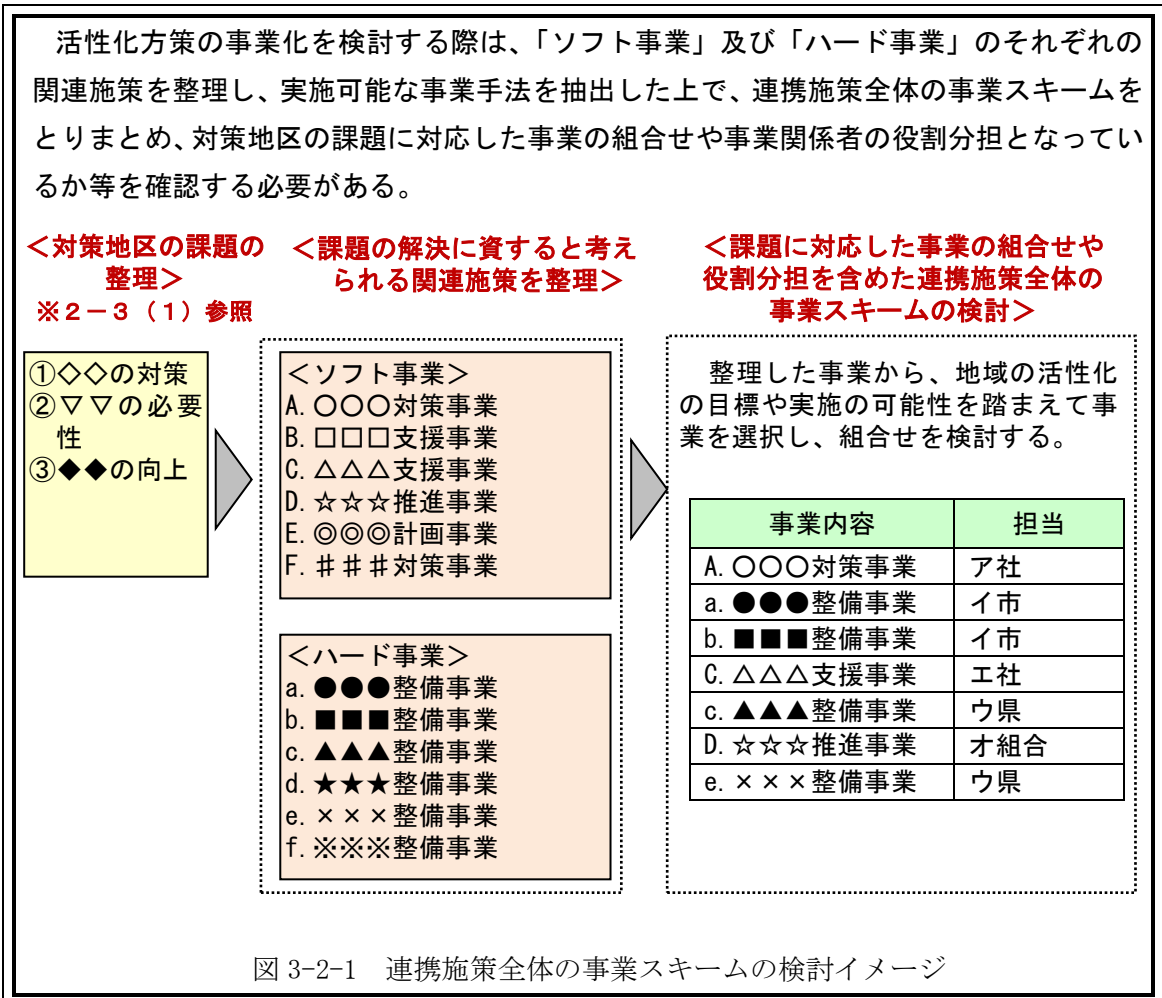 活性化方策の事業化を検討する際は、「ソフト事業」及び「ハード事業」のそれぞれの
関連施策を整理し、実施可能な事業手法を抽出した上で、連携施策全体の事業スキームを
とりまとめ、対策地区の課題に対応した事業の組合せや事業関係者の役割分担となってい
るか等を確認する必要がある。
＜対策地区の課題の
整理＞
※２－３（１）参照
①◇◇の対策
②▽▽の必要
性
③◆◆の向上
＜課題の解決に資すると考え
られる関連施策を整理＞
＜ソフト事業＞
A.〇〇〇対策事業
B.□□□支援事業
C.△△△支援事業
D.☆☆☆推進事業
E.◎◎◎計画事業
F.＃＃＃対策事業
＜ハード事業＞
a.●●●整備事業
b.■■■整備事業
c.▲▲▲整備事業
d.★★★整備事業
e.×××整備事業
f.※※※整備事業
＜課題に対応した事業の組合せや
役割分担を含めた連携施策全体の
事業スキームの検討＞
整理した事業から、地域の活性化
の目標や実施の可能性を踏まえて事
業を選択し、組合せを検討する。
事業内容 担当
A.〇〇〇対策事業 ア社
a.●●●整備事業 イ市
b.■■■整備事業 イ市
C.△△△支援事業 エ社
c.▲▲▲整備事業 ウ県
D.☆☆☆推進事業 オ組合
e.×××整備事業 ウ県
図 3-2-1　連携施策全体の事業スキームの検討イメージ